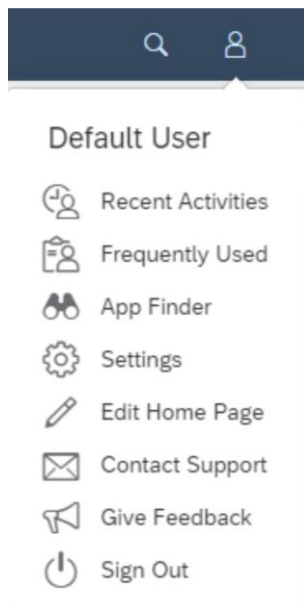 Default User
Recent Activities
Frequently Used
App Finder
Settings
Edit Home Page
Contact Support
Give Feedback
Sign Out